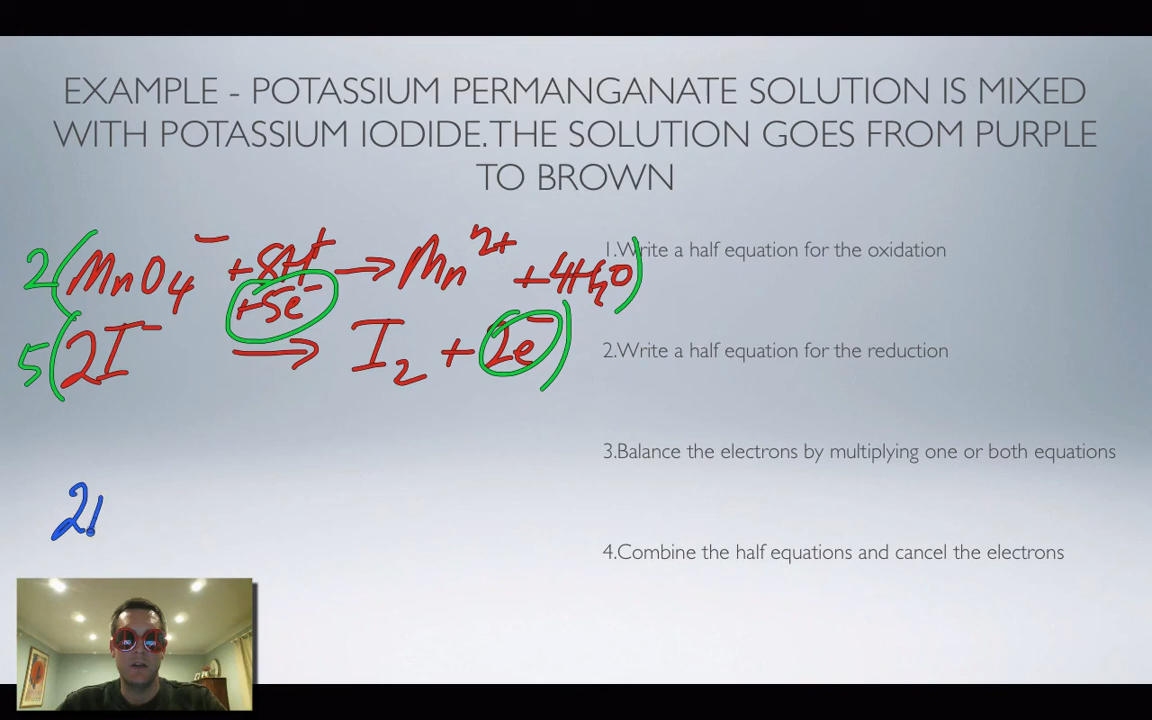 EXAMPLE - POTASSIUM PERMANGANATE SOLUTION IS MIXED
WITH POTASSIUM IODIDE. THE SOLUTION GOES FROM PURPLE
TO BROWN
2(MnO₄⁻ +8H⁺ → Mn²⁺ +4H₂O)
+5e⁻
5(2I⁻ → I₂ + 2e⁻)
1.Write a half equation for the oxidation
2.Write a half equation for the reduction
3.Balance the electrons by multiplying one or both equations
4.Combine the half equations and cancel the electrons
2